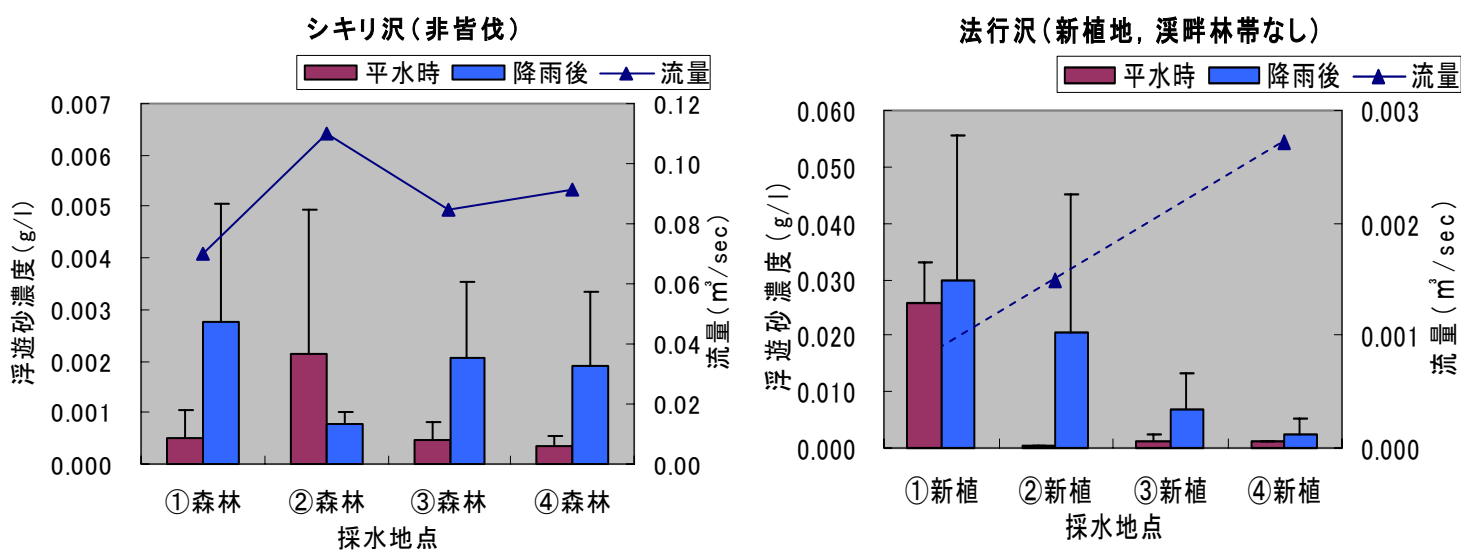 シキリ沢(非皆伐)
平水時 降雨後 流量
浮遊砂濃度(g/l)
0.007
0.006
0.005
0.004
0.003
0.002
0.001
0.000
0.12
0.10
0.08
0.06
0.04
0.02
0.00
流量(㎥/sec)
①森林 ②森林 ③森林 ④森林
採水地点
法行沢(新植地, 渓畔林帯なし)
平水時 降雨後 流量
浮遊砂濃度(g/l)
0.060
0.050
0.040
0.030
0.020
0.010
0.000
0.003
0.002
0.001
0.000
流量(㎥/sec)
①新植 ②新植 ③新植 ④新植
採水地点